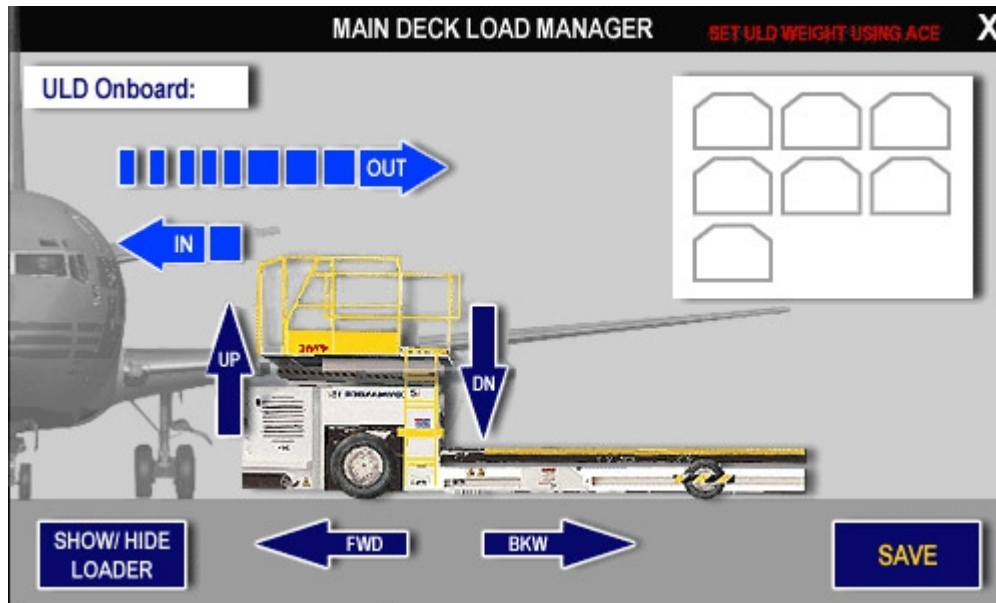 MAIN DECK LOAD MANAGER
SET ULD WEIGHT USING ACE
X
ULD Onboard:
OUT
IN
UP
DN
SHOW/ HIDE
LOADER
FWD
BKW
SAVE